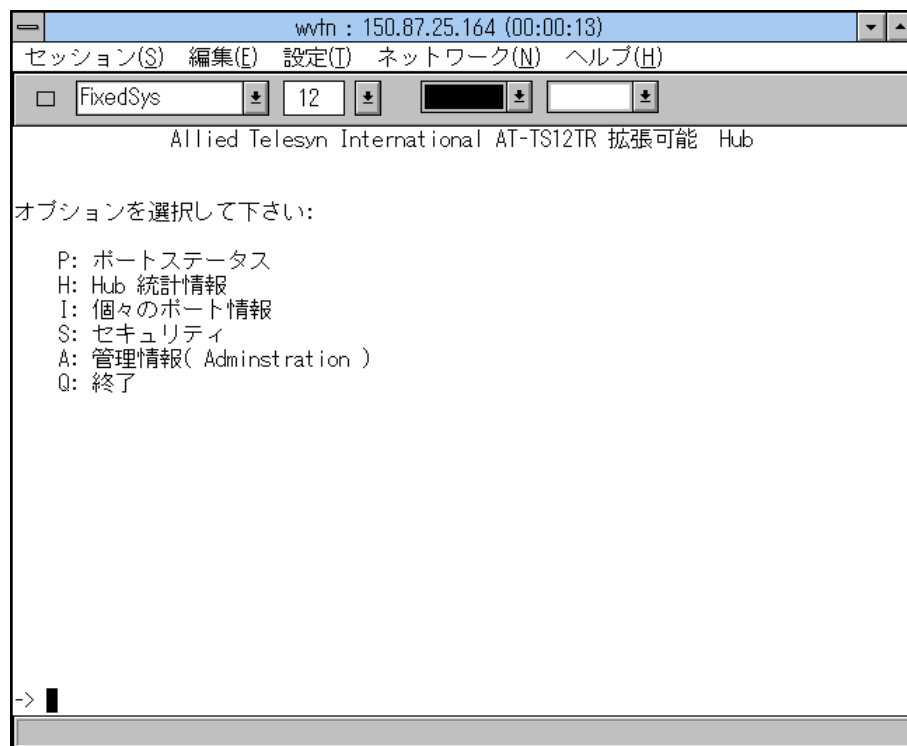 wvtn : 150.87.25.164 (00:00:13)
セッション(S) 編集(E) 設定(T) ネットワーク(N) ヘルプ(H)
FixedSys 12
Allied Telesyn International AT-TS12TR 拡張可能 Hub
オプションを選択して下さい:
P: ポートステータス
H: Hub 統計情報
I: 個々のポート情報
S: セキュリティ
A: 管理情報( Adminstration )
Q: 終了
->